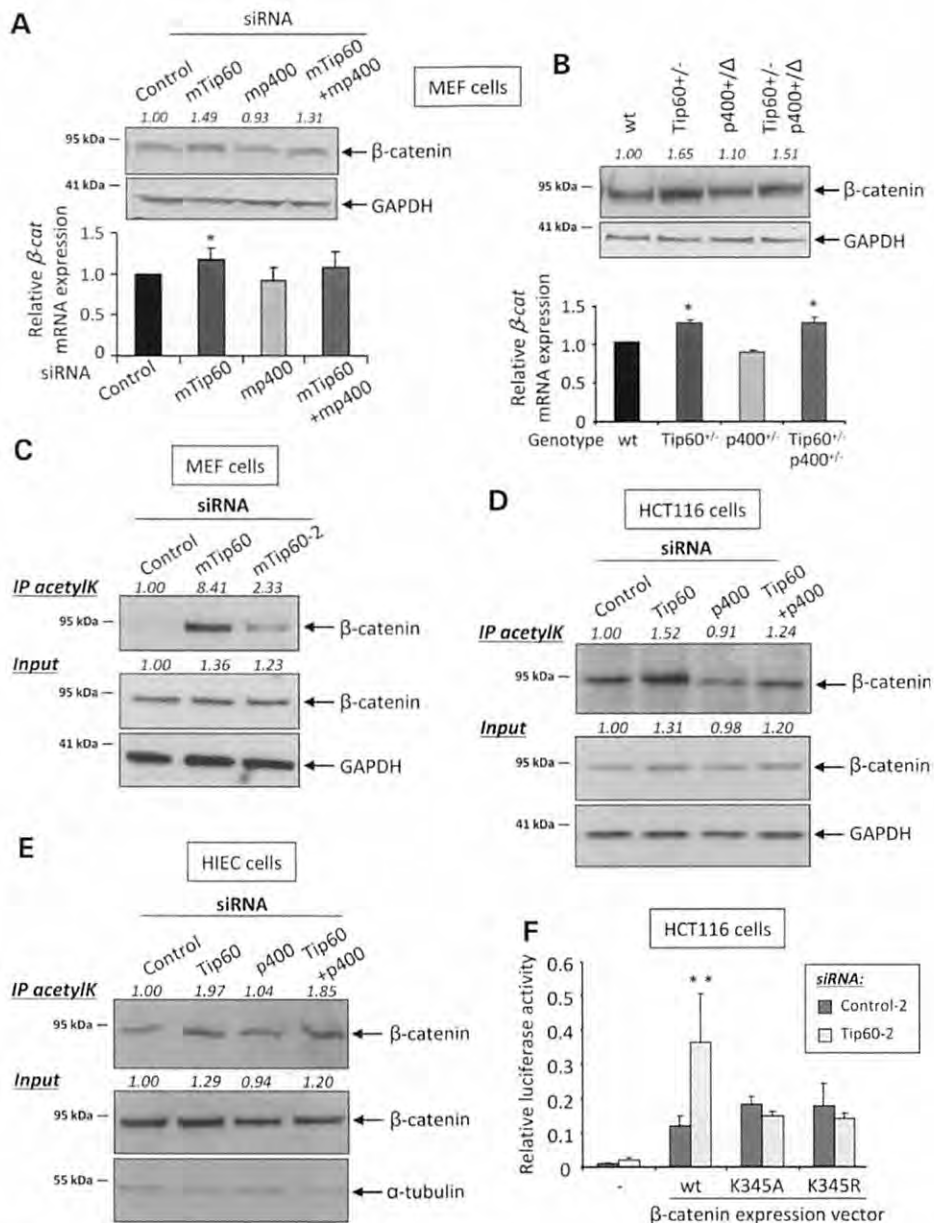 A
siRNA
Control
mTip60
mp400
mTip60
+mp400
MEF cells
1.00 1.49 0.93 1.31
95 kDa
β-catenin
41 kDa
GAPDH
Relative β-cat
mRNA expression
1.5
1.0
0.5
0
siRNA
Control
mTip60
mp400
mTip60
+mp400
*
B
wt
Tip60+/-
p400+/Δ
Tip60+/-
p400+/Δ
1.00 1.65 1.10 1.51
95 kDa
β-catenin
41 kDa
GAPDH
Relative β-cat
mRNA expression
1.5
1.0
0.5
0
* *
Genotype wt Tip60+/- p400+/- Tip60+/-
p400+/-
C
MEF cells
siRNA
Control
mTip60
mTip60-2
IP acetylK
1.00 8.41 2.33
95 kDa
β-catenin
Input
1.00 1.36 1.23
95 kDa
β-catenin
41 kDa
GAPDH
D
HCT116 cells
siRNA
Control
Tip60
p400
Tip60
+p400
IP acetylK
1.00 1.52 0.91 1.24
95 kDa
β-catenin
Input
1.00 1.31 0.98 1.20
95 kDa
β-catenin
41 kDa
GAPDH
E
HIEC cells
siRNA
Control
Tip60
p400
Tip60
+p400
IP acetylK
1.00 1.97 1.04 1.85
95 kDa
β-catenin
Input
1.00 1.29 0.94 1.20
95 kDa
β-catenin
55 kDa
α-tubulin
F
HCT116 cells
Relative luciferase activity
0.6
0.5
0.4
0.3
0.2
0.1
0
* *
siRNA:
Control-2
Tip60-2
- wt K345A K345R
β-catenin expression vector